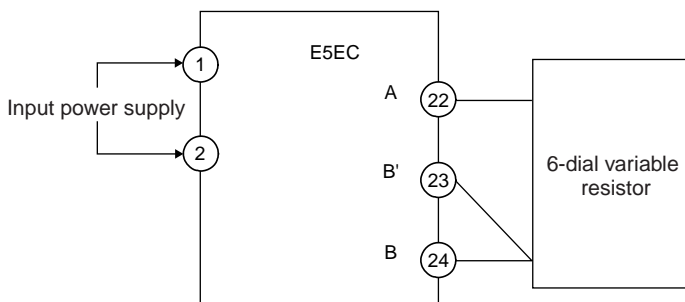 E5EC
1
Input power supply
2
A
22
B'
23
B
24
6-dial variable
resistor